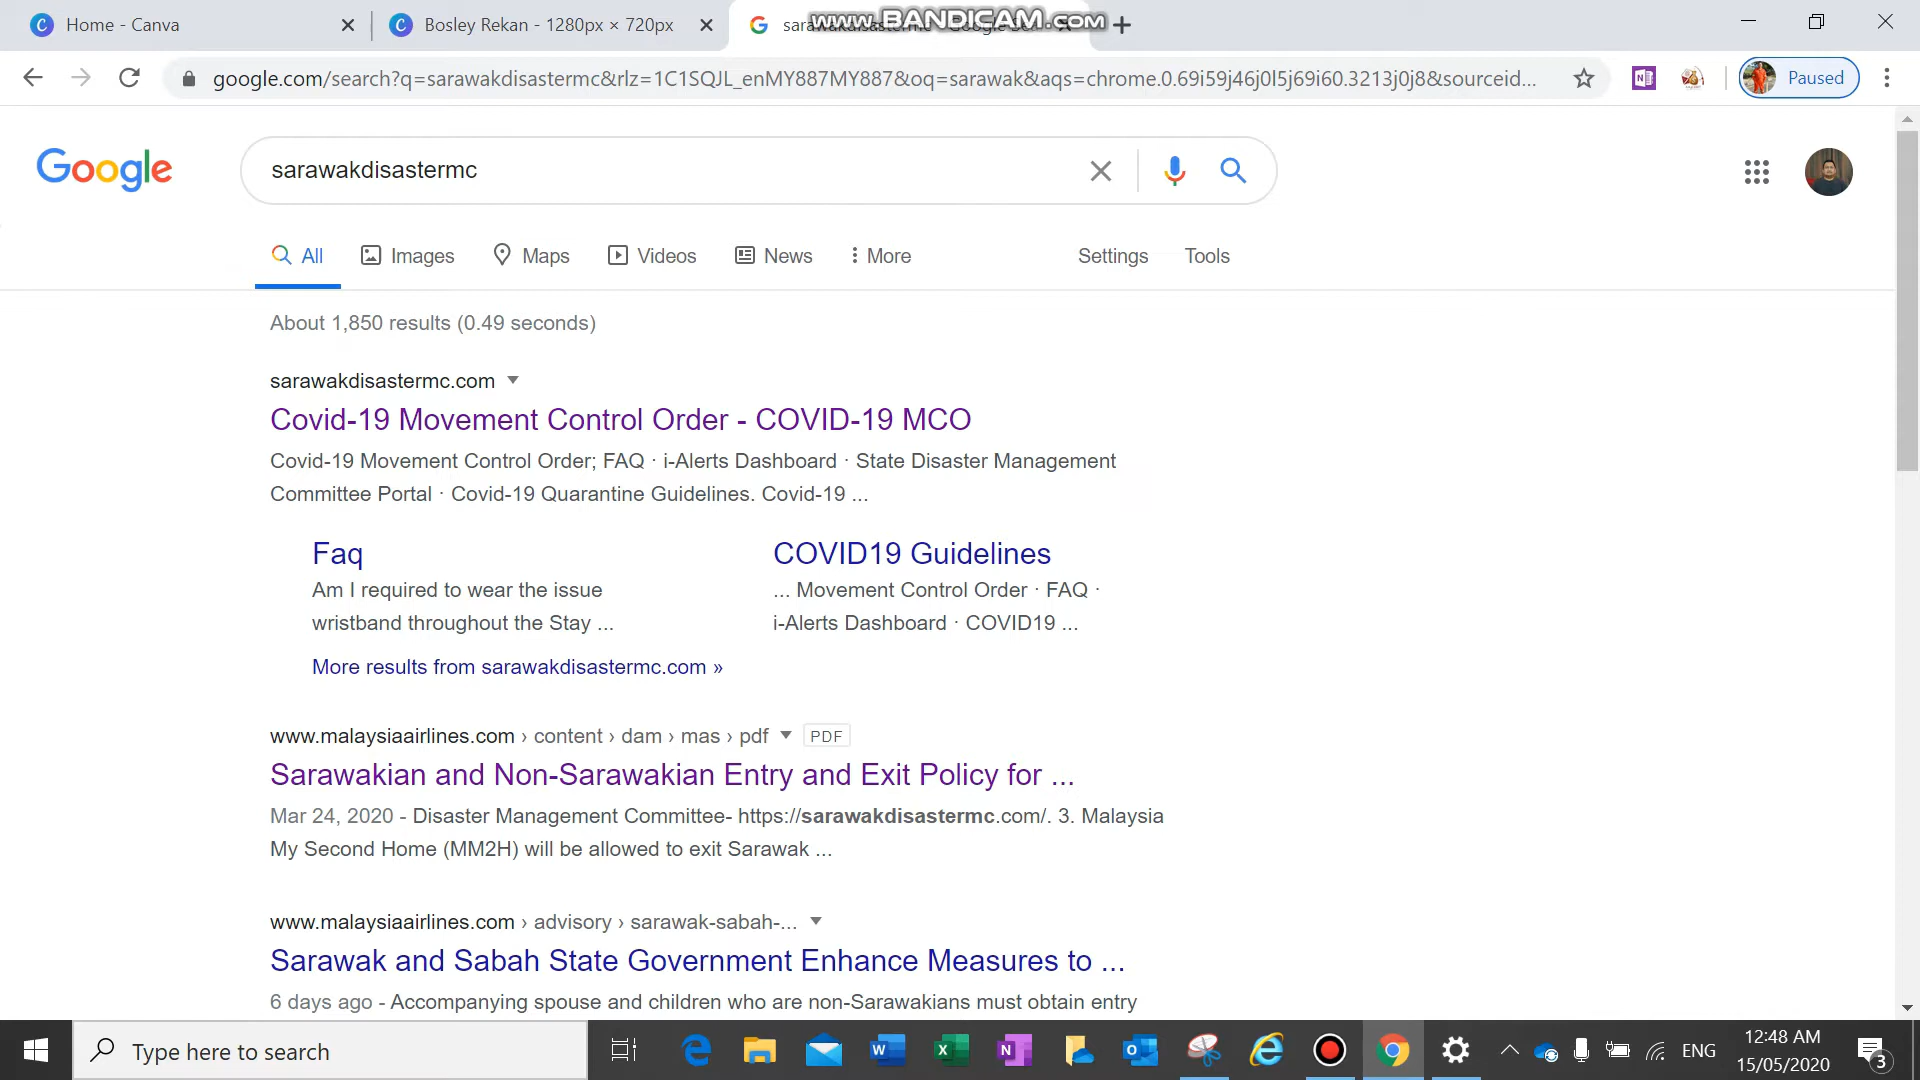 Home - Canva
Bosley Rekan - 1280px × 720px
www.BANDICAM.com
google.com/search?q=sarawakdisastermc&rlz=1C1SQJL_enMY887MY887&oq=sarawak&aqs=chrome.0.69i59j46j0l5j69i60.3213j0j8&sourceid...
Paused
Google
sarawakdisastermc
All
Images
Maps
Videos
News
More
Settings
Tools
About 1,850 results (0.49 seconds)
sarawakdisastermc.com
Covid-19 Movement Control Order - COVID-19 MCO
Covid-19 Movement Control Order; FAQ · i-Alerts Dashboard · State Disaster Management
Committee Portal · Covid-19 Quarantine Guidelines. Covid-19 ...
Faq
Am I required to wear the issue
wristband throughout the Stay ...
COVID19 Guidelines
... Movement Control Order · FAQ ·
i-Alerts Dashboard · COVID19 ...
More results from sarawakdisastermc.com »
www.malaysiaairlines.com › content › dam › mas › pdf PDF
Sarawakian and Non-Sarawakian Entry and Exit Policy for ...
Mar 24, 2020 - Disaster Management Committee- https://sarawakdisastermc.com/. 3. Malaysia
My Second Home (MM2H) will be allowed to exit Sarawak ...
www.malaysiaairlines.com › advisory › sarawak-sabah-...
Sarawak and Sabah State Government Enhance Measures to ...
6 days ago - Accompanying spouse and children who are non-Sarawakians must obtain entry
Type here to search
ENG
12:48 AM
15/05/2020
3